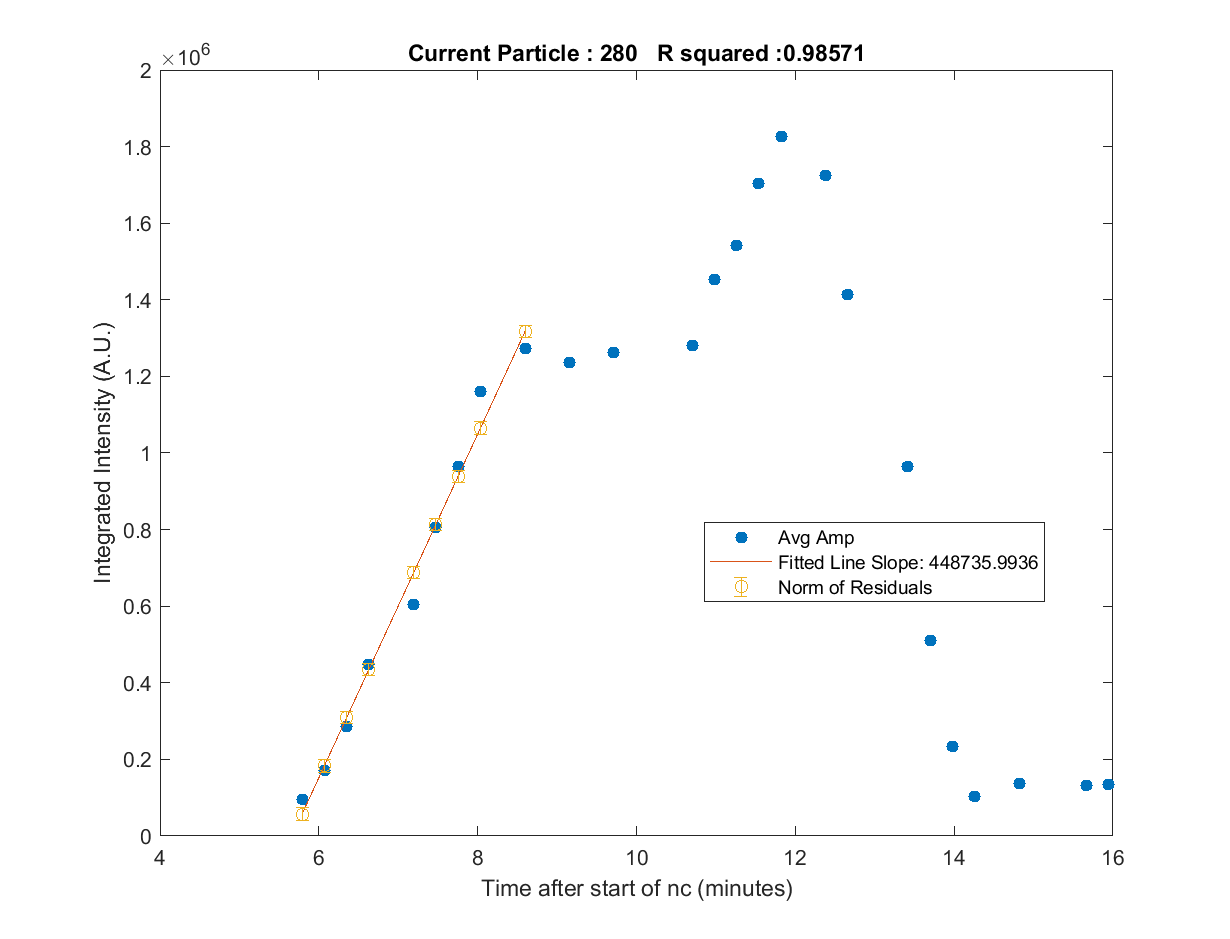 Current Particle : 280 R squared :0.98571
×10⁶
2
1.8
1.6
1.4
1.2
1
0.8
0.6
0.4
0.2
0
Integrated Intensity (A.U.)
Avg Amp
Fitted Line Slope: 448735.9936
Norm of Residuals
4 6 8 10 12 14 16
Time after start of nc (minutes)